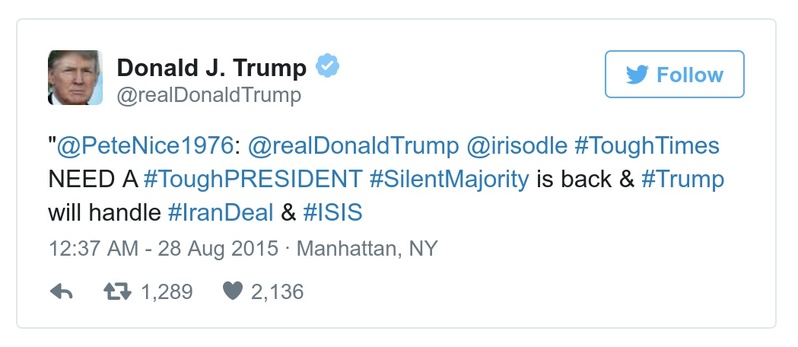 Donald J. Trump
@realDonaldTrump
Follow
"@PeteNice1976: @realDonaldTrump @irisodle #ToughTimes
NEED A #ToughPRESIDENT #SilentMajority is back & #Trump
will handle #IranDeal & #ISIS
12:37 AM - 28 Aug 2015 · Manhattan, NY
1,289 2,136